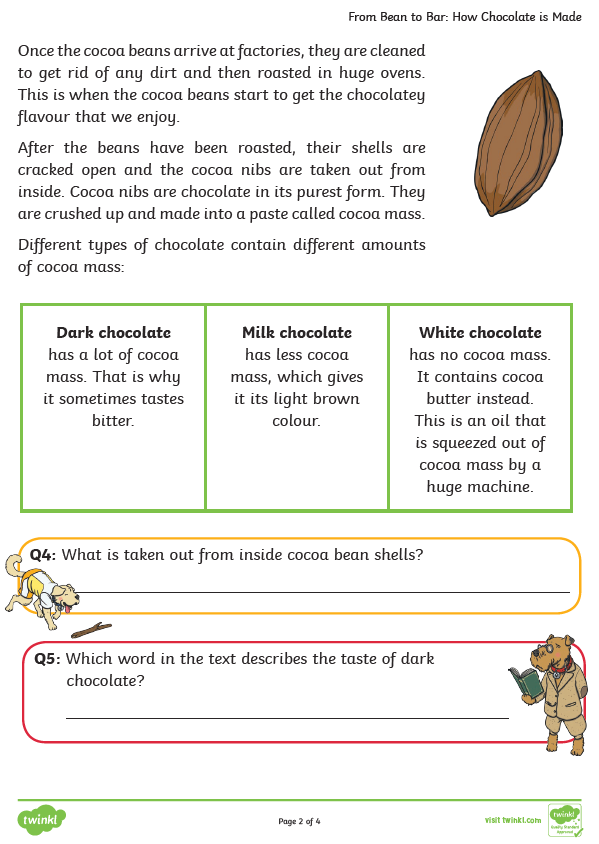 From Bean to Bar: How Chocolate is Made
Once the cocoa beans arrive at factories, they are cleaned
to get rid of any dirt and then roasted in huge ovens.
This is when the cocoa beans start to get the chocolatey
flavour that we enjoy.
After the beans have been roasted, their shells are
cracked open and the cocoa nibs are taken out from
inside. Cocoa nibs are chocolate in its purest form. They
are crushed up and made into a paste called cocoa mass.
Different types of chocolate contain different amounts
of cocoa mass:
Dark chocolate
has a lot of cocoa
mass. That is why
it sometimes tastes
bitter.
Milk chocolate
has less cocoa
mass, which gives
it its light brown
colour.
White chocolate
has no cocoa mass.
It contains cocoa
butter instead.
This is an oil that
is squeezed out of
cocoa mass by a
huge machine.
Q4: What is taken out from inside cocoa bean shells?
Q5: Which word in the text describes the taste of dark
chocolate?
twinkl
Page 2 of 4
visit twinkl.com
twinkl
Quality Standard
Approved